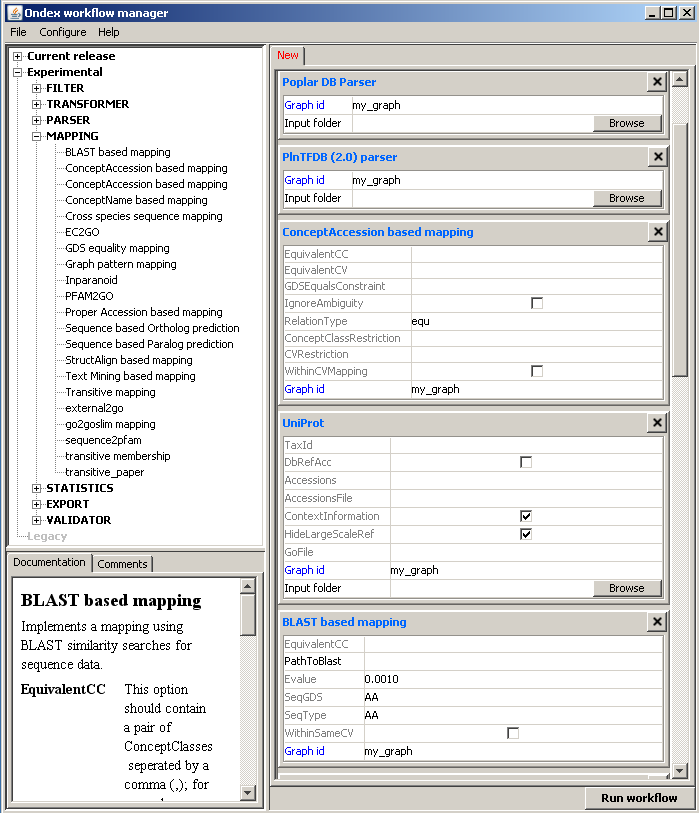 Ondex workflow manager
File Configure Help
Current release
Experimental
FILTER
TRANSFORMER
PARSER
MAPPING
BLAST based mapping
ConceptAccession based mapping
ConceptAccession based mapping
ConceptName based mapping
Cross species sequence mapping
EC2GO
GDS equality mapping
Graph pattern mapping
Inparanoid
PFAM2GO
Proper Accession based mapping
Sequence based Ortholog prediction
Sequence based Paralog prediction
StructAlign based mapping
Text Mining based mapping
Transitive mapping
external2go
go2goslim mapping
sequence2pfam
transitive membership
transitive_paper
STATISTICS
EXPORT
VALIDATOR
Legacy
Documentation Comments
BLAST based mapping
Implements a mapping using
BLAST similarity searches for
sequence data.
EquivalentCC This option
should contain
a pair of
ConceptClasses
seperated by a
comma (,); for
New
Poplar DB Parser
Graph id my_graph
Input folder Browse
PlnTFDB (2.0) parser
Graph id my_graph
Input folder Browse
ConceptAccession based mapping
EquivalentCC
EquivalentCV
GDSEqualsConstraint
IgnoreAmbiguity
RelationType equ
ConceptClassRestriction
CVRestriction
WithinCVMapping
Graph id my_graph
UniProt
TaxId
DbRefAcc
Accessions
AccessionsFile
ContextInformation
HideLargeScaleRef
GoFile
Graph id my_graph
Input folder Browse
BLAST based mapping
EquivalentCC
PathToBlast
Evalue 0.0010
SeqGDS AA
SeqType AA
WithinSameCV
Graph id my_graph
Run workflow